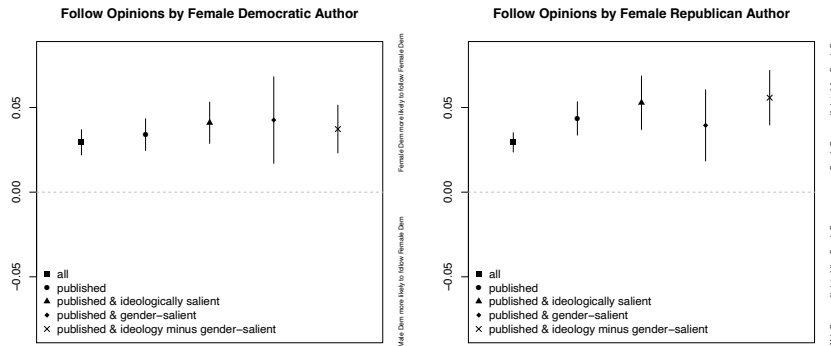 Follow Opinions by Female Democratic Author
0.05
0.00
−0.05
all
published
published & ideologically salient
published & gender−salient
published & ideology minus gender−salient
Female Dem more likely to follow Female Dem
Male Dem more likely to follow Female Dem
Follow Opinions by Female Republican Author
0.05
0.00
−0.05
all
published
published & ideologically salient
published & gender−salient
published & ideology minus gender−salient